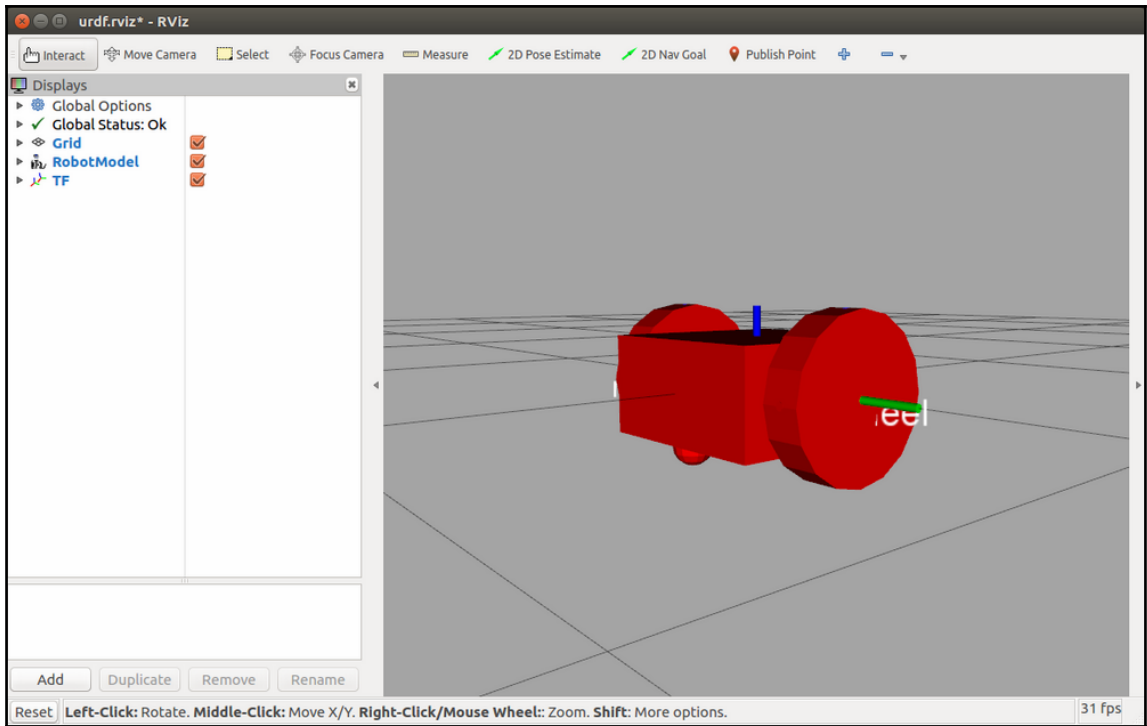 urdf.rviz* - RViz
Interact Move Camera Select Focus Camera Measure 2D Pose Estimate 2D Nav Goal Publish Point
Displays
Global Options
Global Status: Ok
Grid
RobotModel
TF
eel
Add Duplicate Remove Rename
Reset Left-Click: Rotate. Middle-Click: Move X/Y. Right-Click/Mouse Wheel:: Zoom. Shift: More options. 31 fps